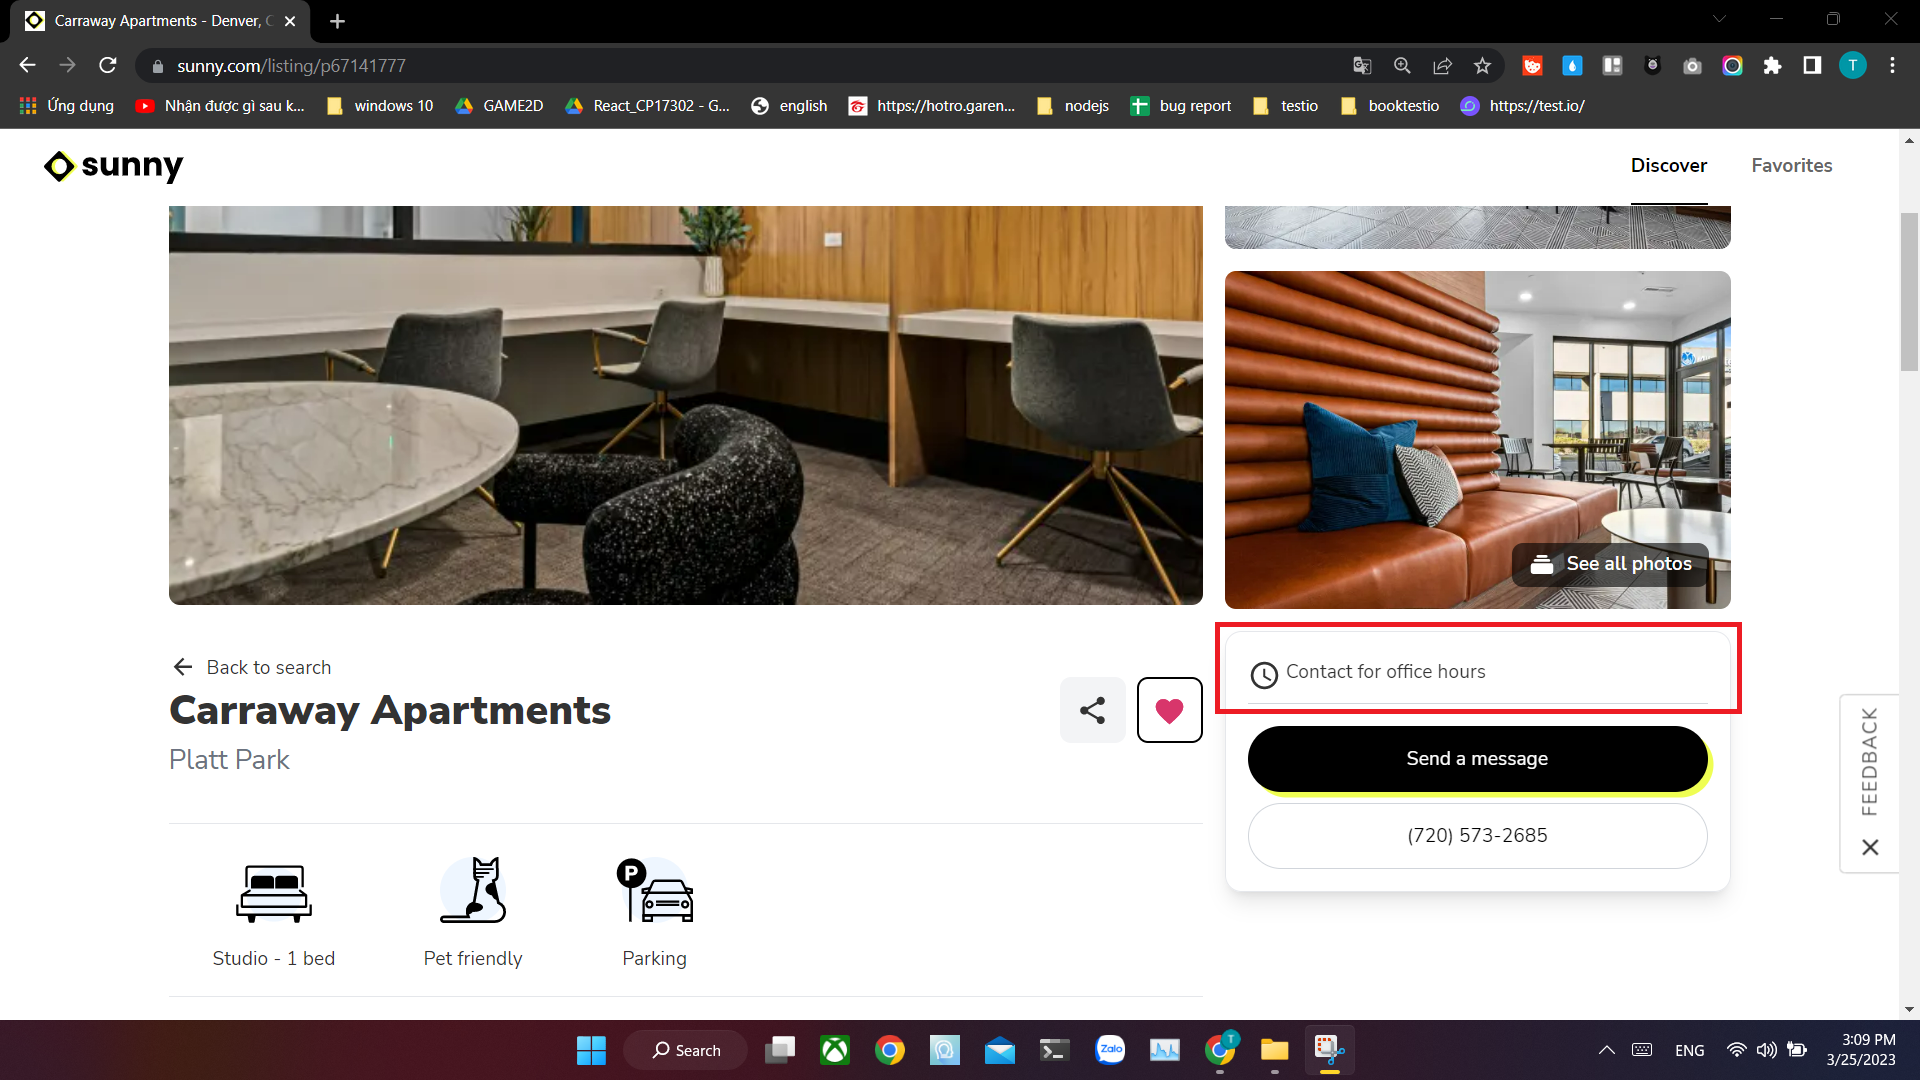 Carraway Apartments - Denver, C
sunny.com/listing/p67141777
T
Ứng dụng
Nhận được gì sau k...
windows 10
GAME2D
React_CP17302 - G...
english
https://hotro.garen...
nodejs
bug report
testio
booktestio
https://test.io/
sunny
Discover
Favorites
See all photos
Back to search
Carraway Apartments
Platt Park
Contact for office hours
Send a message
(720) 573-2685
FEEDBACK
P
Studio - 1 bed
Pet friendly
Parking
Search
Zalo
T
ENG
3:09 PM
3/25/2023